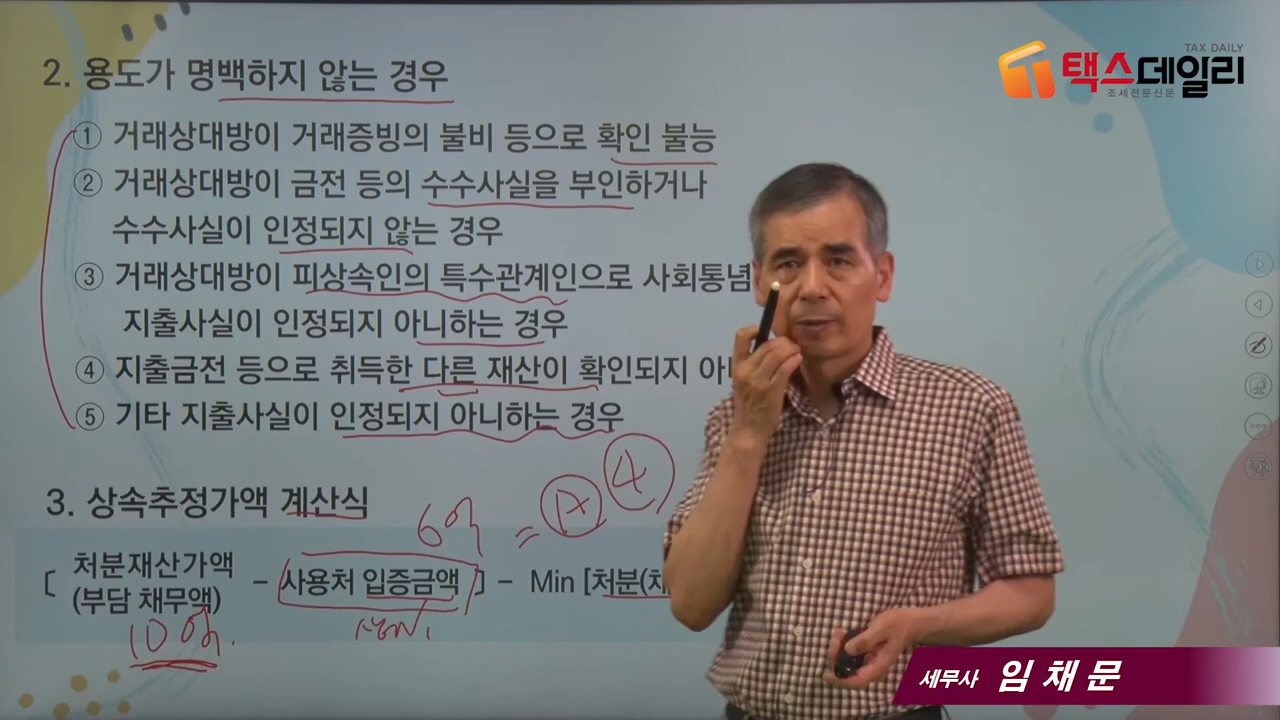 TAX DAILY
택스데일리
조세전문신문
2. 용도가 명백하지 않는 경우
① 거래상대방이 거래증빙의 불비 등으로 확인 불능
② 거래상대방이 금전 등의 수수사실을 부인하거나
수수사실이 인정되지 않는 경우
③ 거래상대방이 피상속인의 특수관계인으로 사회통념
지출사실이 인정되지 아니하는 경우
④ 지출금전 등으로 취득한 다른 재산이 확인되지
⑤ 기타 지출사실이 인정되지 아니하는 경우
3. 상속추정가액 계산식
6억 = A 4
처분재산가액
(부담 채무액)
- 사용처 입증금액 ] - Min [처분(채
10억
세무사 임채문